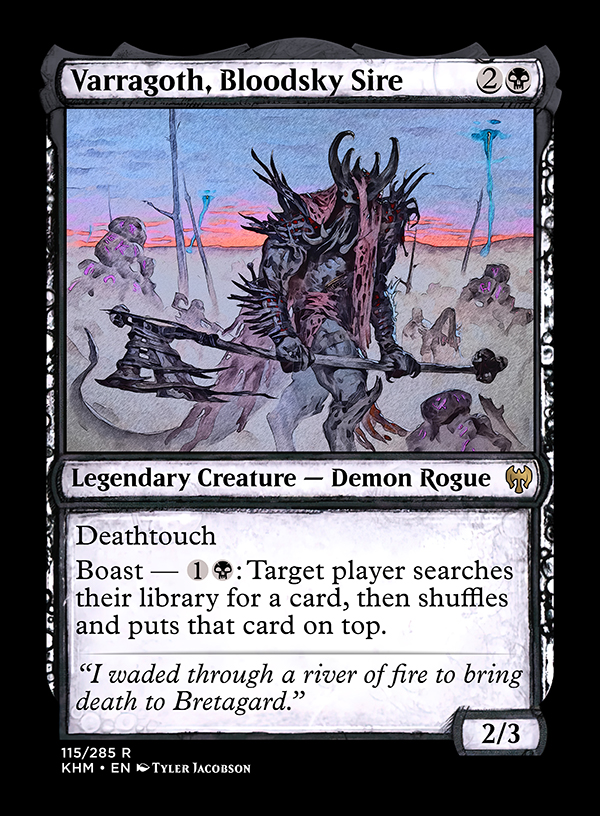 Varragoth, Bloodsky Sire 2
Legendary Creature — Demon Rogue
Deathtouch
Boast — 1 : Target player searches
their library for a card, then shuffles
and puts that card on top.
“I waded through a river of fire to bring
death to Bretagard.”
2/3
115/285 R
KHM • EN Tyler Jacobson